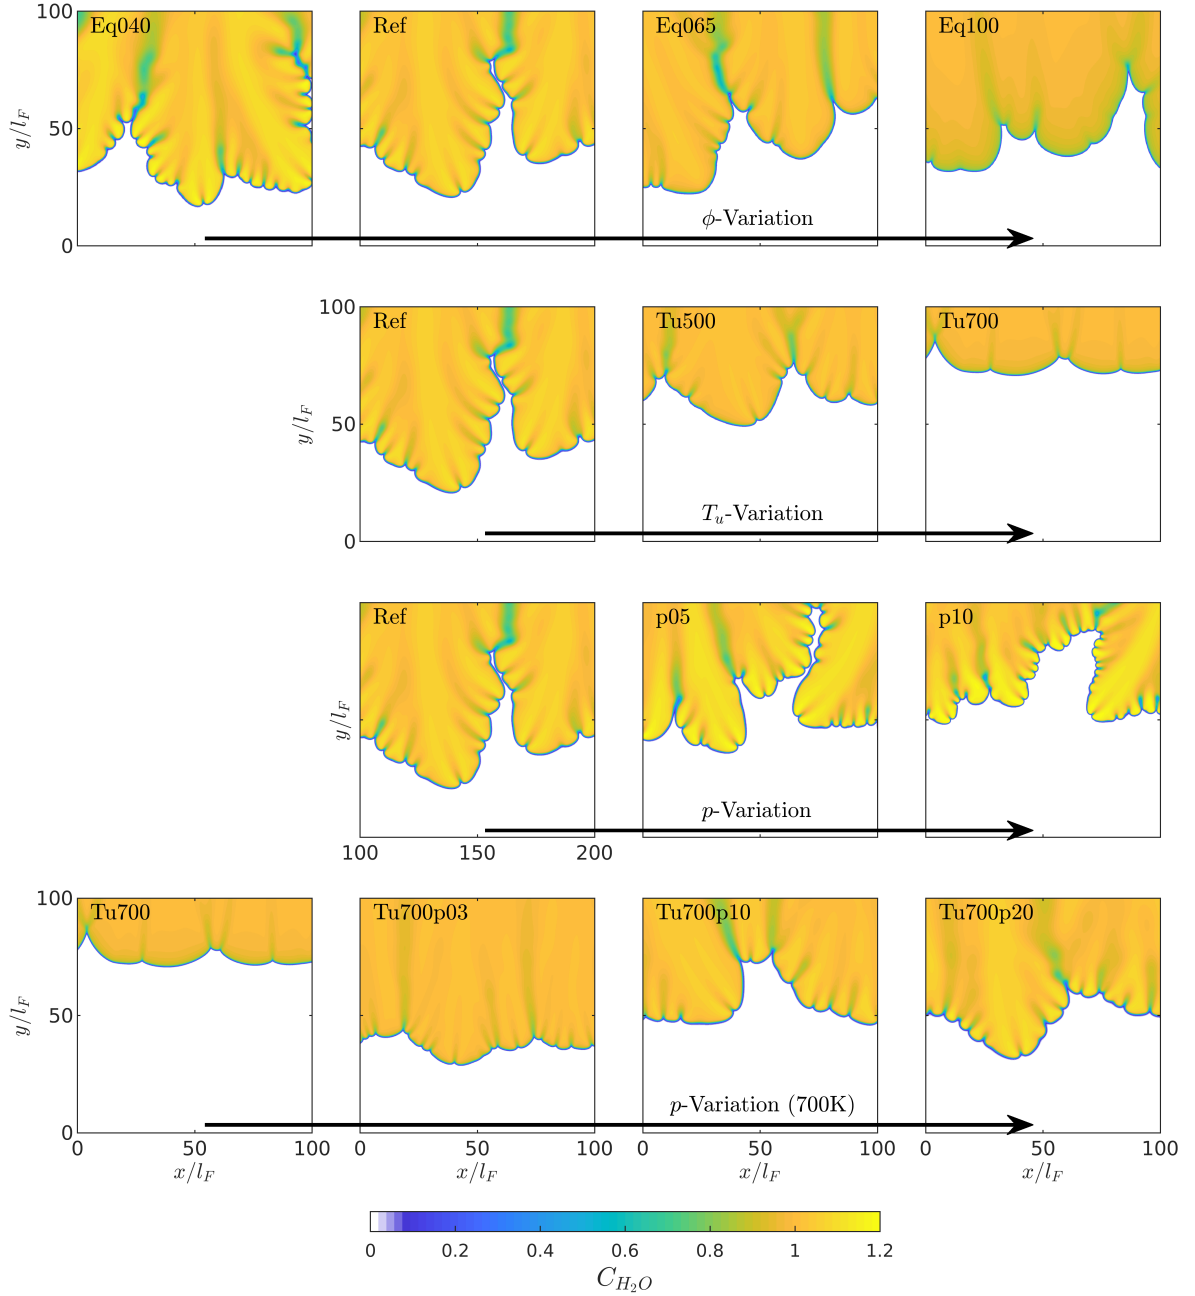 100
Eq040
Ref
Eq065
Eq100
y/l_F
50
ϕ-Variation
0
100
Ref
Tu500
Tu700
y/l_F
50
T_u-Variation
0
Ref
p05
p10
y/l_F
p-Variation
100 150 200
100
Tu700
Tu700p03
Tu700p10
Tu700p20
y/l_F
50
p-Variation (700K)
0
0 50 100
50 100
0 50 100
0 50 100
x/l_F
x/l_F
x/l_F
x/l_F
0 0.2 0.4 0.6 0.8 1 1.2
C_{H_2O}